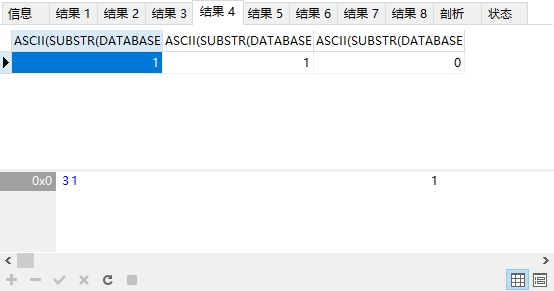 信息 结果 1 结果 2 结果 3 结果 4 结果 5 结果 6 结果 7 结果 8 剖析 状态
ASCII(SUBSTR(DATABASE ASCII(SUBSTR(DATABASE ASCII(SUBSTR(DATABASE
1 1 0
0x0 31 1